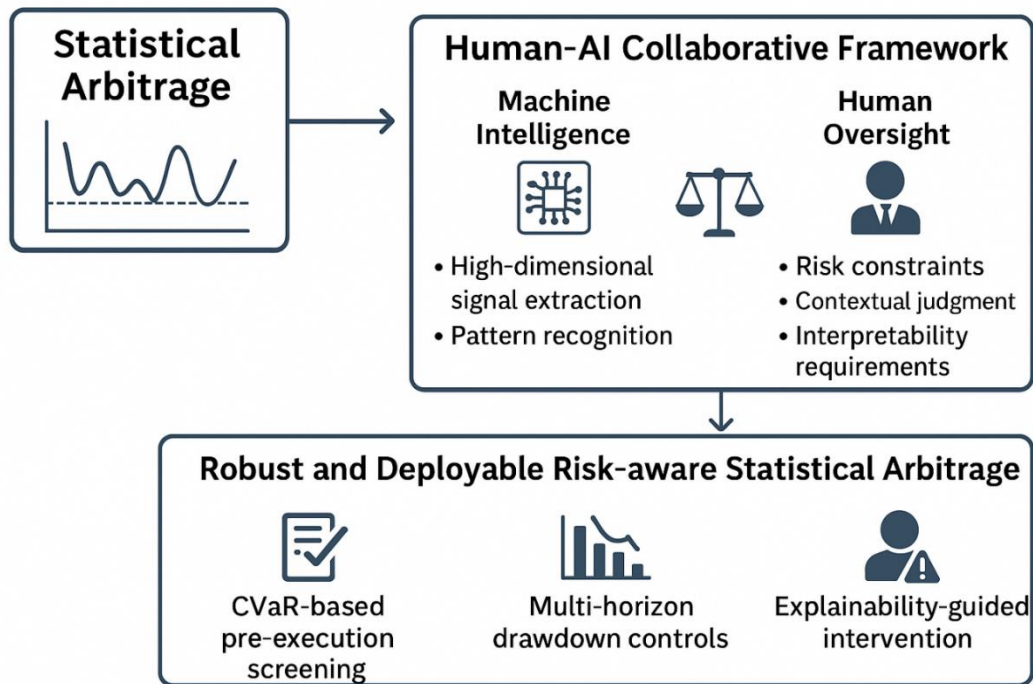 Statistical
Arbitrage
Human-AI Collaborative Framework
Machine
Intelligence
• High-dimensional
signal extraction
• Pattern recognition
Human
Oversight
• Risk constraints
• Contextual judgment
• Interpretability
requirements
Robust and Deployable Risk-aware Statistical Arbitrage
CVaR-based
pre-execution
screening
Multi-horizon
drawdown controls
Explainability-guided
intervention